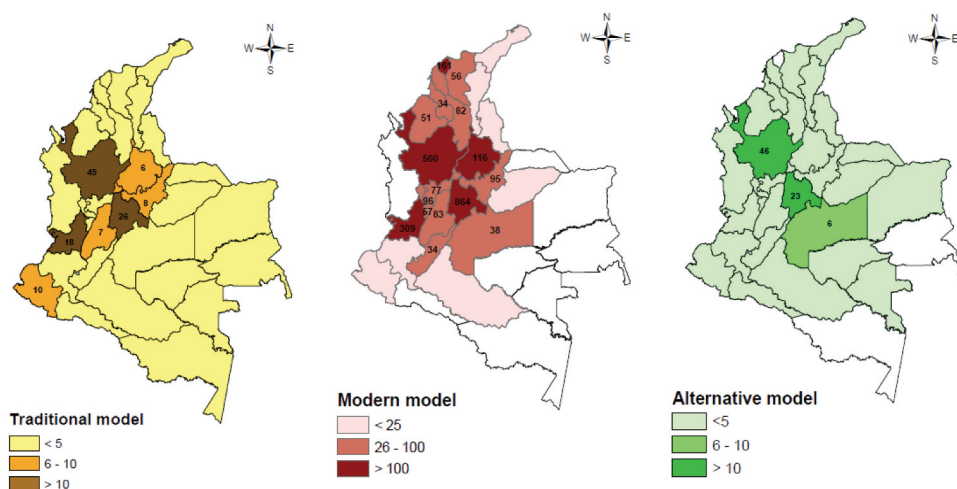 N
W E
S
45
6
8
26
7
18
10
Traditional model
< 5
6 - 10
> 10
N
W E
S
161
56
34
82
51
500
116
95
77
96
57
864
83
309
38
34
Modern model
< 25
26 - 100
> 100
N
W E
S
46
23
6
Alternative model
<5
6 - 10
> 10